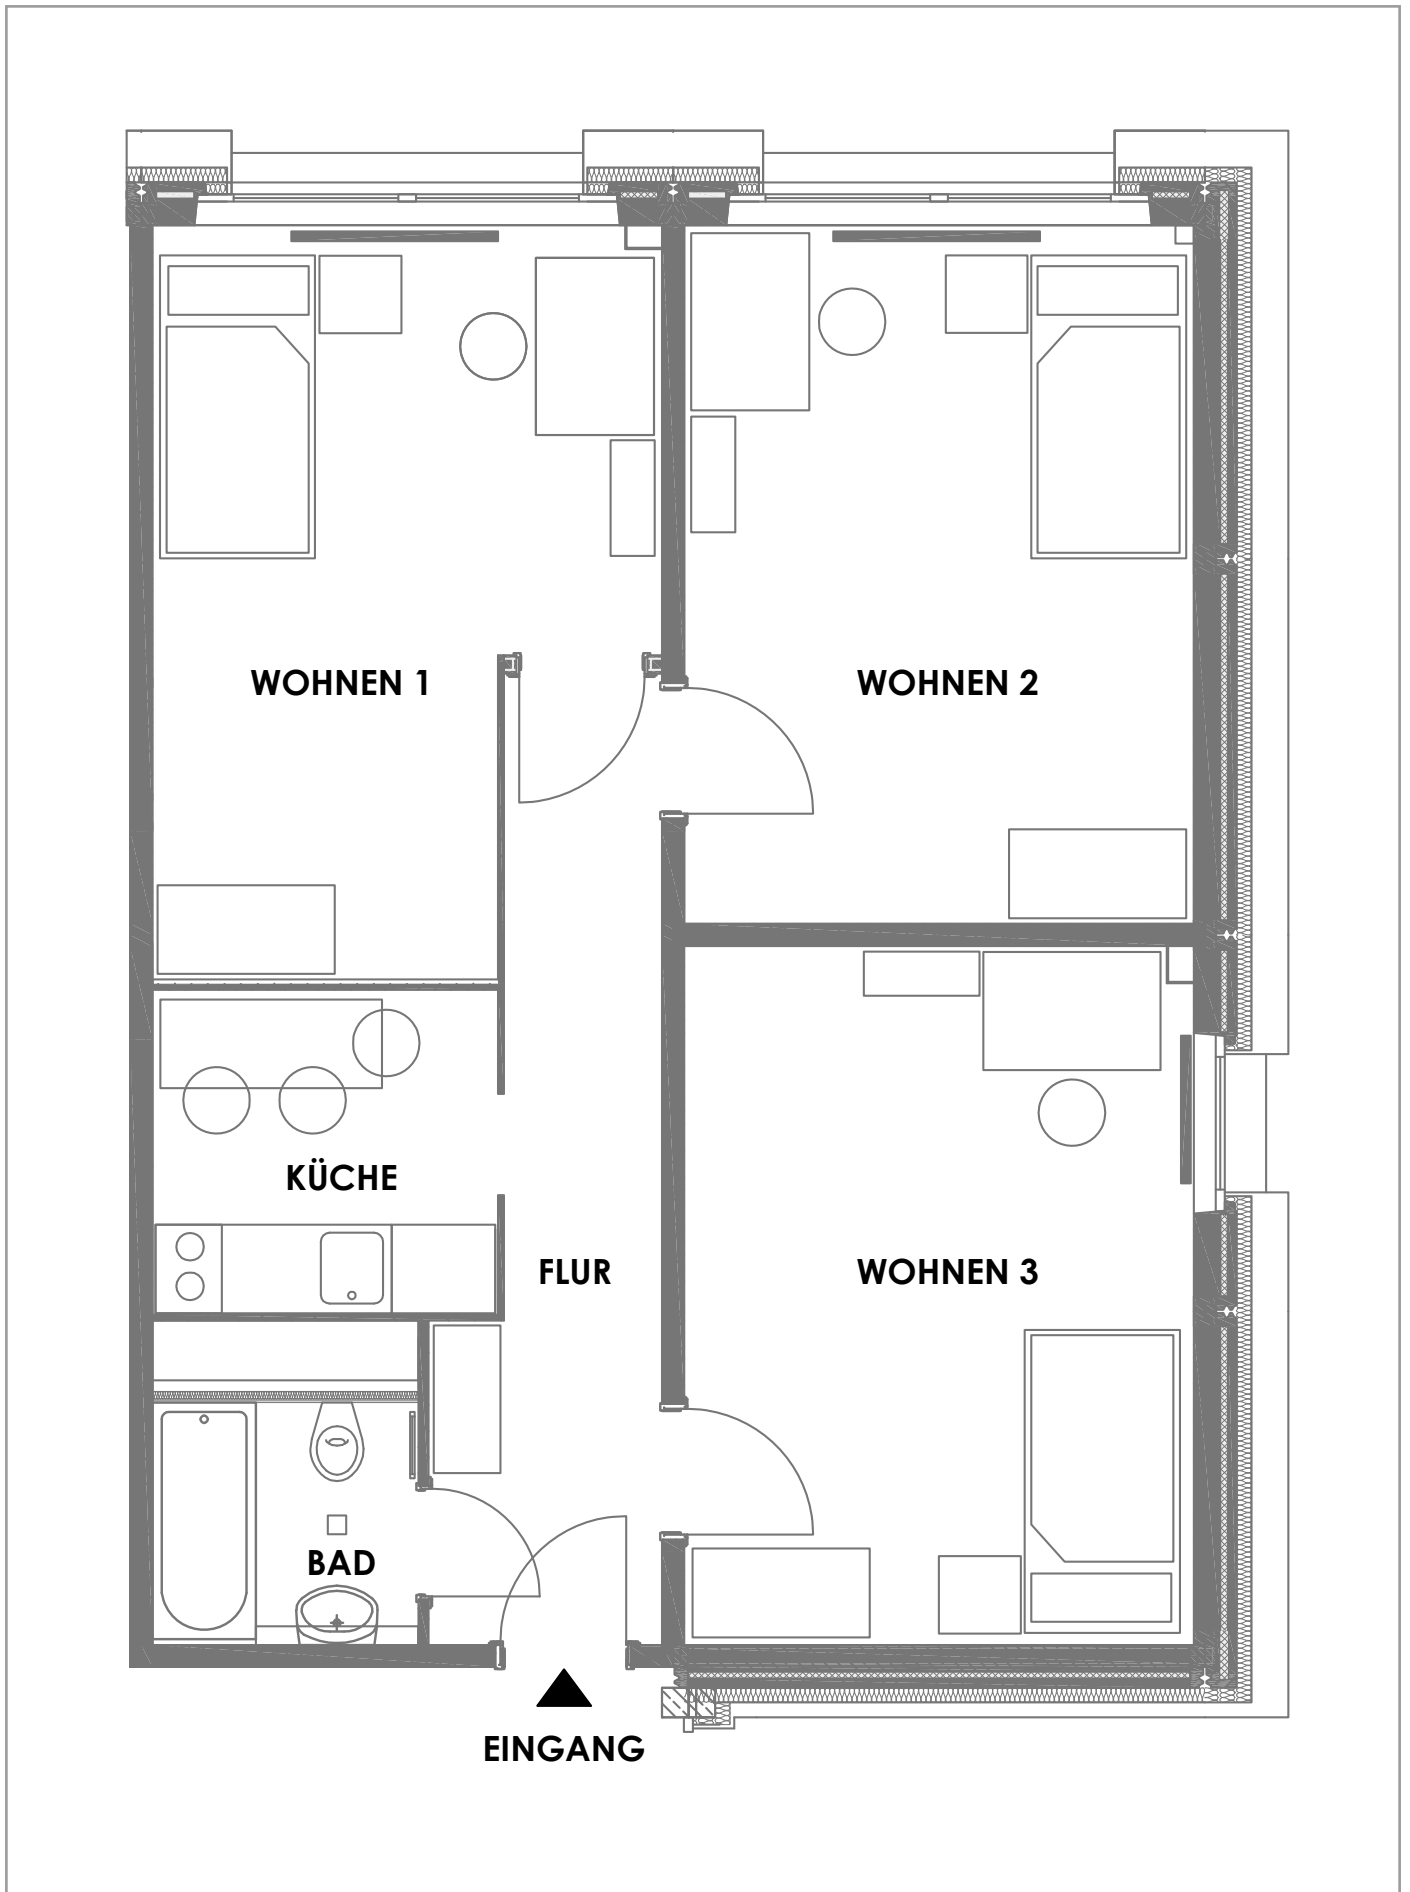 WOHNEN 1
WOHNEN 2
KÜCHE
FLUR
WOHNEN 3
BAD
EINGANG